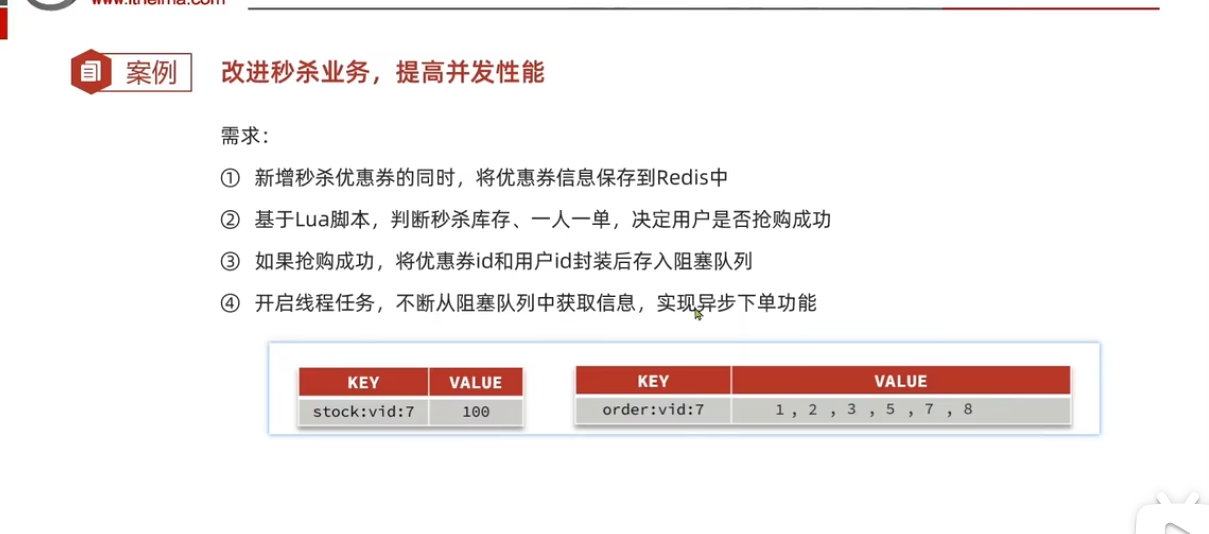 www.itheima.com
案例
改进秒杀业务，提高并发性能
需求：
① 新增秒杀优惠券的同时，将优惠券信息保存到Redis中
② 基于Lua脚本，判断秒杀库存、一人一单，决定用户是否抢购成功
③ 如果抢购成功，将优惠券id和用户id封装后存入阻塞队列
④ 开启线程任务，不断从阻塞队列中获取信息，实现异步下单功能
KEY VALUE
stock:vid:7 100
KEY VALUE
order:vid:7 1 , 2 , 3 , 5 , 7 , 8